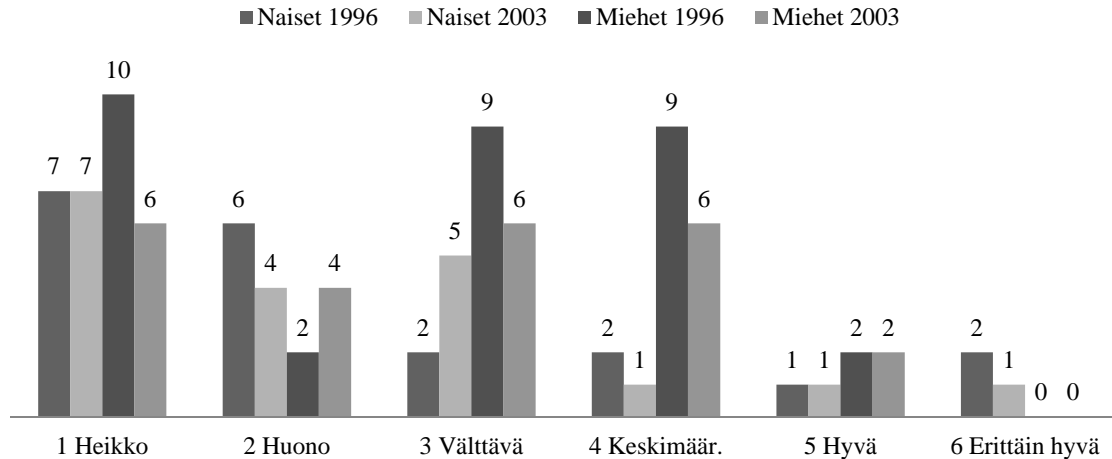 Naiset 1996 Naiset 2003 Miehet 1996 Miehet 2003
7 7 10 6
6 4 2 4
2 5 9 6
2 1 9 6
1 1 2 2
2 1 0 0
1 Heikko 2 Huono 3 Välttävä 4 Keskimäär. 5 Hyvä 6 Erittäin hyvä